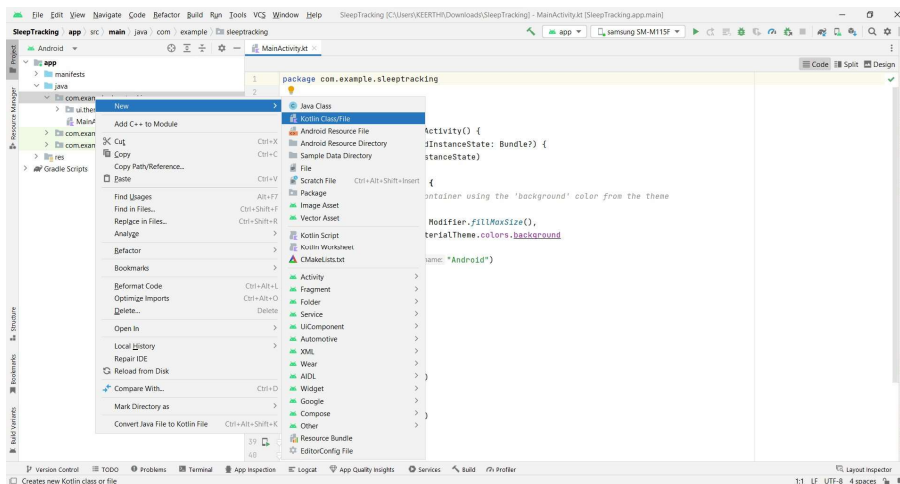 File Edit View Navigate Code Refactor Build Run Tools VCS Window Help SleepTracking [C:\Users\KEERTHI\Downloads\SleepTracking] - MainActivity.kt [SleepTracking.app.main]
SleepTracking app src main java com example sleeptracking app samsung SM-M115F
Project Android MainActivity.kt
app Code Split Design
manifests 1 package com.example.sleeptracking
java 2
com.exam
New
Java Class
Kotlin Class/File
ui.ther
MainA
Add C++ to Module
Android Resource File Activity() {
com.exam
Cut Ctrl+X
Android Resource Directory dInstanceState: Bundle?) {
com.exam
Copy Ctrl+C
Sample Data Directory stanceState)
res
Copy Path/Reference...
File
Gradle Scripts
Paste Ctrl+V
Scratch File Ctrl+Alt+Shift+Insert {
Package ontainer using the 'background' color from the theme
Find Usages Alt+F7
Image Asset
Find in Files... Ctrl+Shift+F
Vector Asset Modifier.fillMaxSize(),
Replace in Files... Ctrl+Shift+R
Analyze
Kotlin Script terialTheme.colors.background
Refactor
Kotlin Worksheet
CMakeLists.txt name: "Android")
Bookmarks
Activity
Reformat Code Ctrl+Alt+L
Fragment
Optimize Imports Ctrl+Alt+O
Folder
Delete... Delete
Service
Open In
UiComponent
Automotive
Local History
XML
Repair IDE
Wear
Reload from Disk
AIDL )
Compare With... Ctrl+D
Widget
Google
Mark Directory as
Compose )
Convert Java File to Kotlin File Ctrl+Alt+Shift+K
Other
39 Resource Bundle
40 EditorConfig File
Resource Manager
Structure
Bookmarks
Build Variants
Version Control TODO Problems Terminal App Inspection Logcat App Quality Insights Services Build Profiler Layout Inspector
Creates new Kotlin class or file 1:1 LF UTF-8 4 spaces